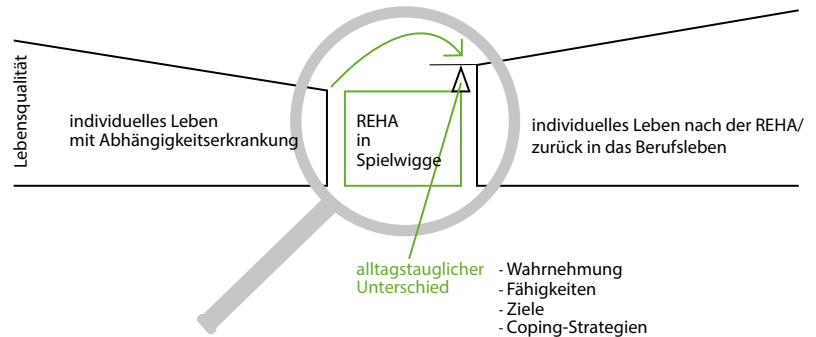 Lebensqualität
individuelles Leben
mit Abhängigkeitserkrankung
REHA
in
Spielwigge
individuelles Leben nach der REHA/
zurück in das Berufsleben
alltagstauglicher
Unterschied
- Wahrnehmung
- Fähigkeiten
- Ziele
- Coping-Strategien